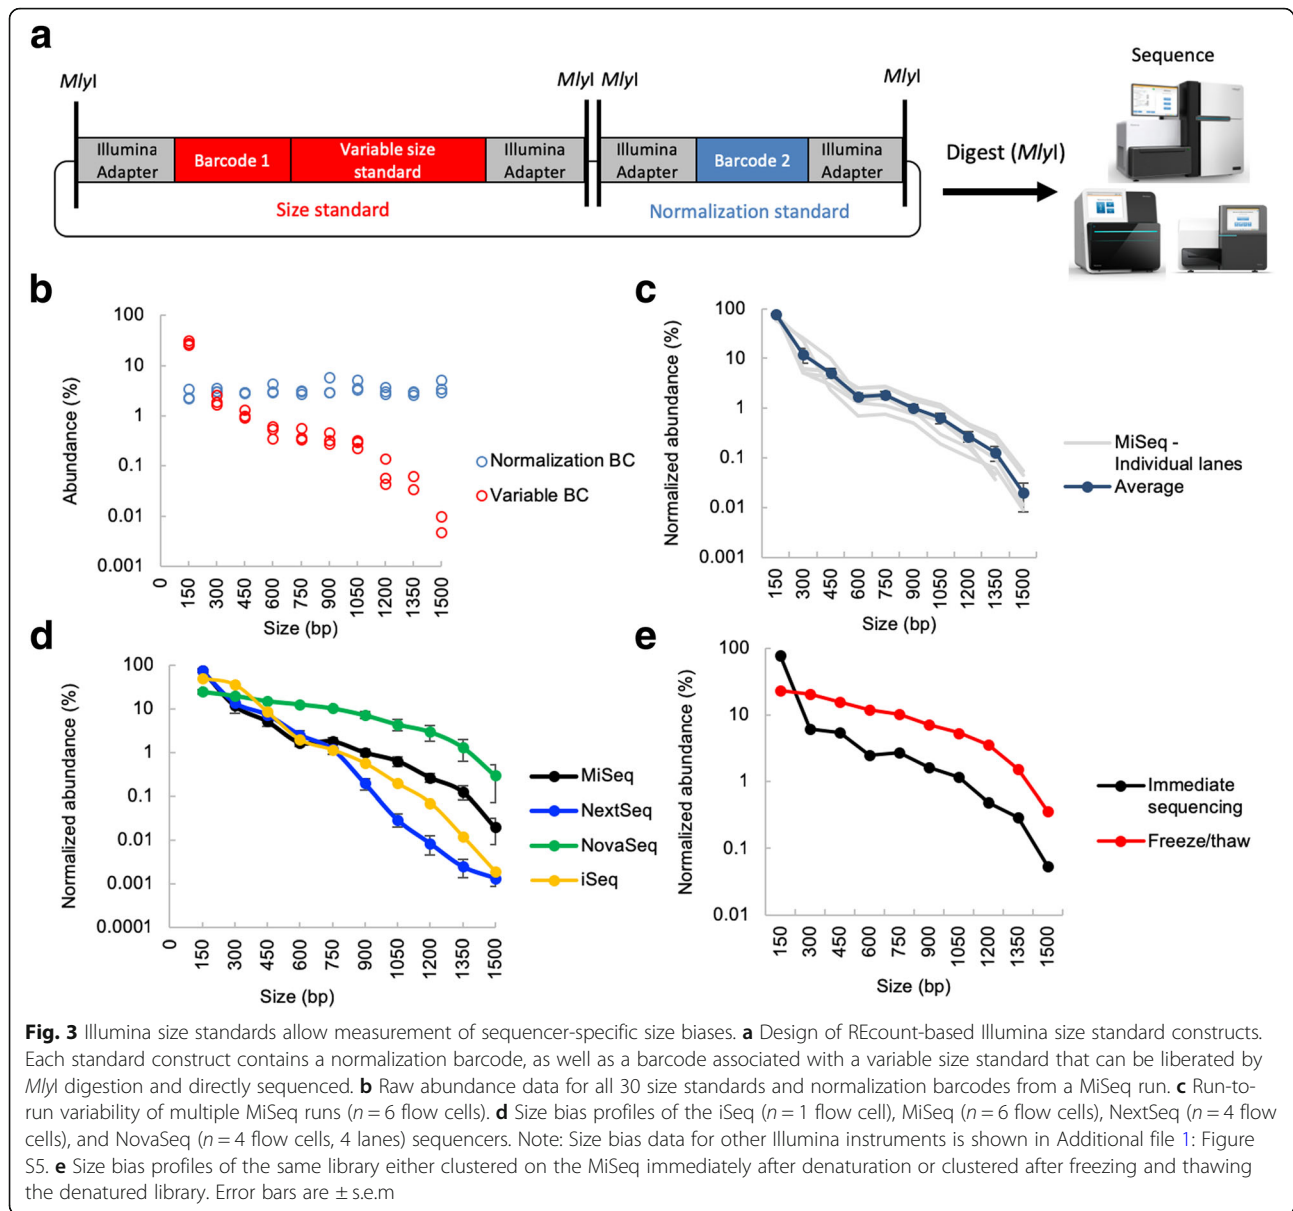 a
Sequence
MlyI
MlyI MlyI
MlyI
Illumina
Adapter
Barcode 1
Variable size
standard
Illumina
Adapter
Illumina
Adapter
Barcode 2
Illumina
Adapter
Digest (MlyI)
Size standard
Normalization standard
b
Abundance (%)
100
10
1
0.1
0.01
0.001
0
150
300
450
600
750
900
1050
1200
1350
1500
Size (bp)
Normalization BC
Variable BC
c
Normalized abundance (%)
100
10
1
0.1
0.01
0.001
150
300
450
600
750
900
1050
1200
1350
1500
Size (bp)
MiSeq -
Individual lanes
Average
d
Normalized abundance (%)
100
10
1
0.1
0.01
0.001
0.0001
0
150
300
450
600
750
900
1050
1200
1350
1500
Size (bp)
MiSeq
NextSeq
NovaSeq
iSeq
e
Normalized abundance (%)
100
10
1
0.1
0.01
150
300
450
600
750
900
1050
1200
1350
1500
Size (bp)
Immediate
sequencing
Freeze/thaw
Fig. 3 Illumina size standards allow measurement of sequencer-specific size biases. a Design of REcount-based Illumina size standard constructs.
Each standard construct contains a normalization barcode, as well as a barcode associated with a variable size standard that can be liberated by
MlyI digestion and directly sequenced. b Raw abundance data for all 30 size standards and normalization barcodes from a MiSeq run. c Run-to-
run variability of multiple MiSeq runs (n = 6 flow cells). d Size bias profiles of the iSeq (n = 1 flow cell), MiSeq (n = 6 flow cells), NextSeq (n = 4 flow
cells), and NovaSeq (n = 4 flow cells, 4 lanes) sequencers. Note: Size bias data for other Illumina instruments is shown in Additional file 1: Figure
S5. e Size bias profiles of the same library either clustered on the MiSeq immediately after denaturation or clustered after freezing and thawing
the denatured library. Error bars are ± s.e.m